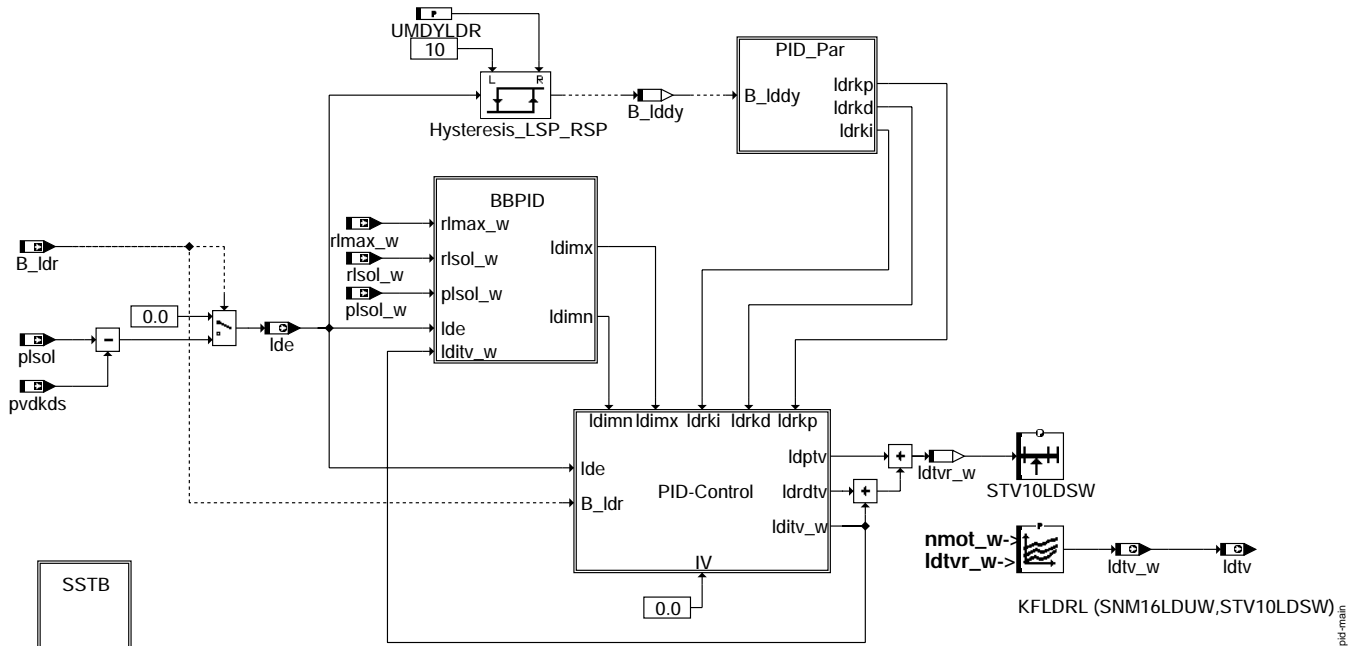 P
UMDYLDR
10
L R
Hysteresis_LSP_RSP
B_lddy
PID_Par
B_lddy
ldrkp
ldrkd
ldrki
BBPID
rlmax_w
rlsol_w
plsol_w
lde
lditv_w
ldimx
ldimn
rlmax_w
rlsol_w
plsol_w
B_ldr
0.0
plsol
-
pvdkds
lde
ldimn ldimx ldrki ldrkd ldrkp
lde
B_ldr
PID-Control
ldptv
ldrdtv
lditv_w
IV
0.0
+
+
ldtvr_w
STV10LDSW
nmot_w->
ldtvr_w->
P
ldtv_w
ldtv
KFLDRL (SNM16LDUW,STV10LDSW)
SSTB
pid-main